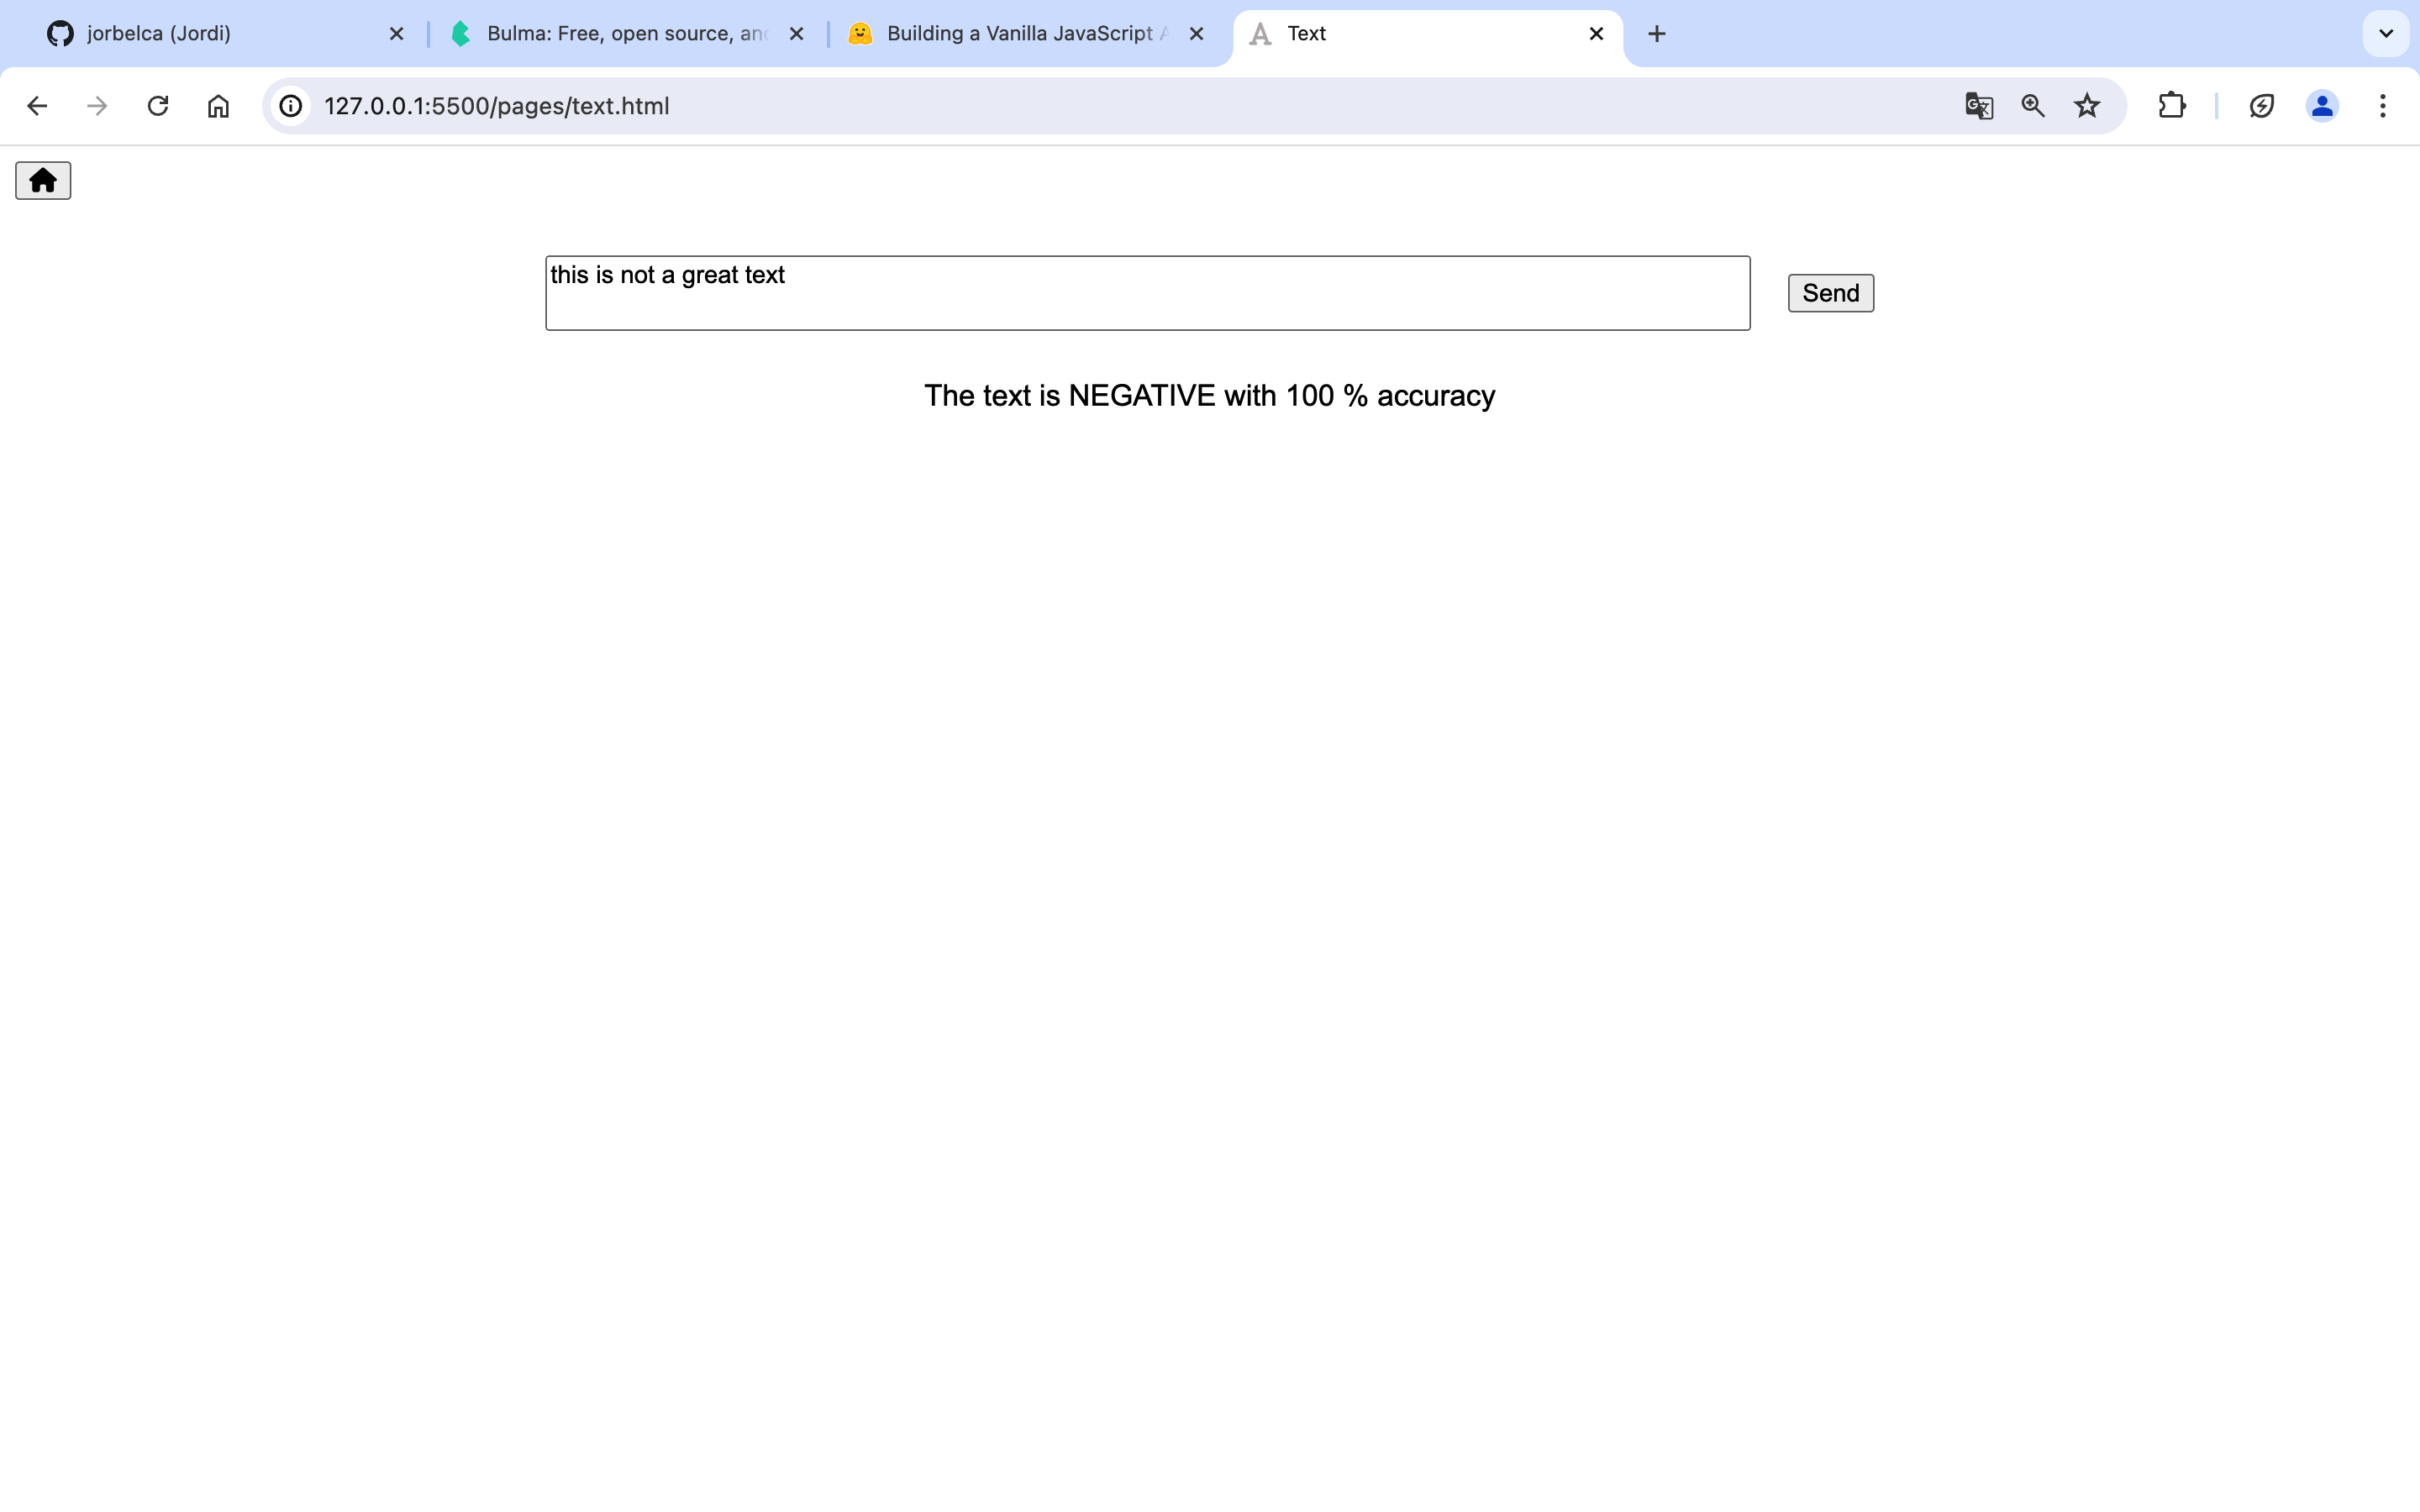 jorbelca (Jordi)
Bulma: Free, open source, and
Building a Vanilla JavaScript A
Text
127.0.0.1:5500/pages/text.html
this is not a great text
Send
The text is NEGATIVE with 100 % accuracy